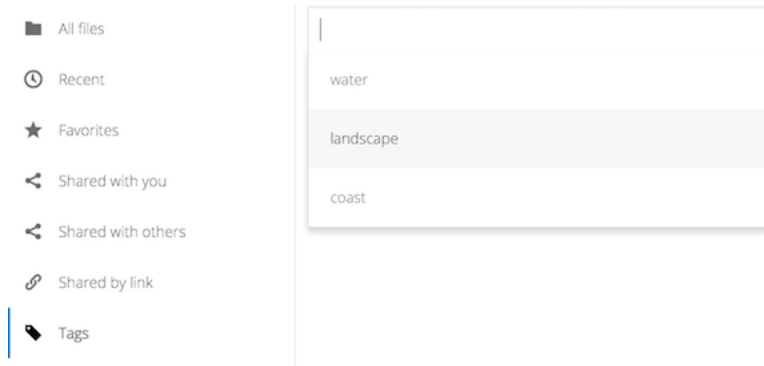 All files
Recent
Favorites
Shared with you
Shared with others
Shared by link
Tags
water
landscape
coast